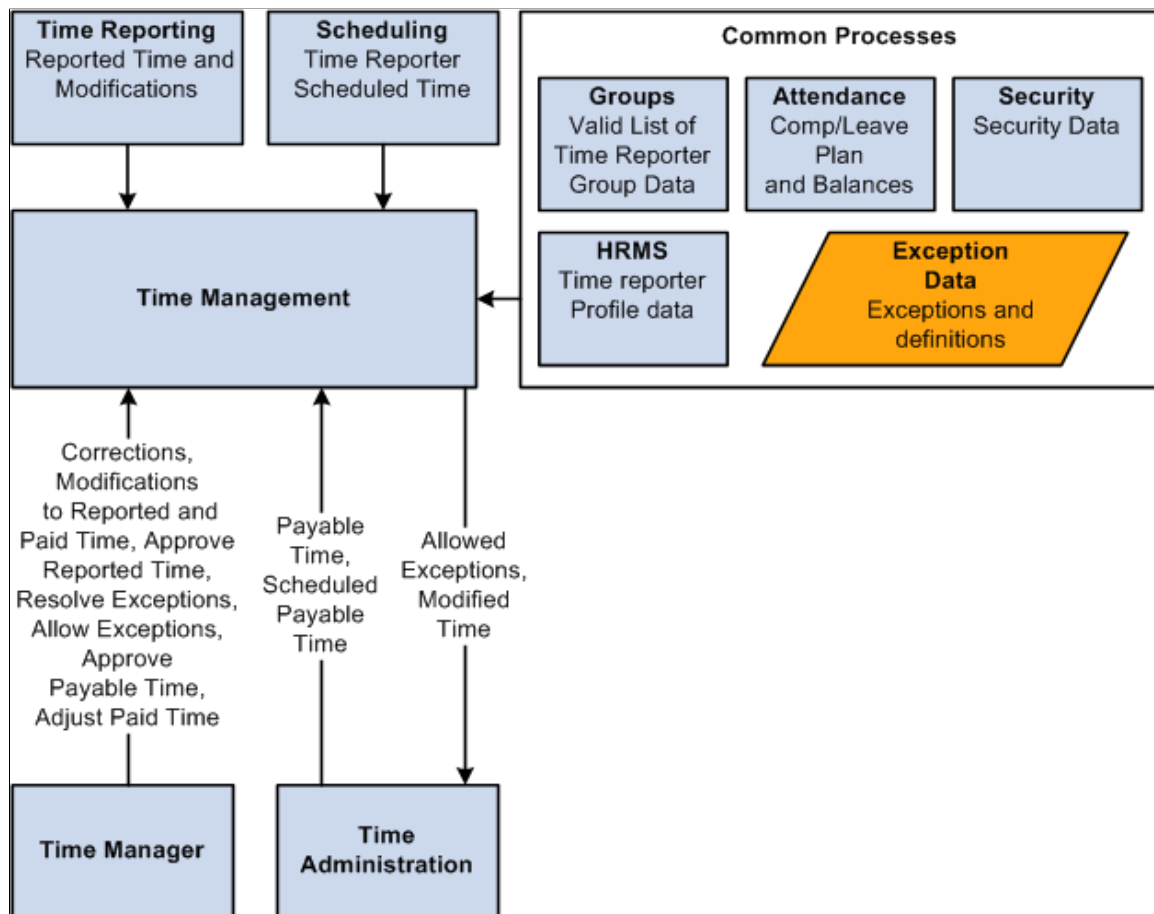 Time Reporting
Reported Time and
Modifications
Scheduling
Time Reporter
Scheduled Time
Common Processes
Groups
Valid List of
Time Reporter
Group Data
Attendance
Comp/Leave
Plan
and Balances
Security
Security Data
HRMS
Time reporter
Profile data
Exception
Data
Exceptions and
definitions
Time Management
Corrections,
Modifications
to Reported and
Paid Time, Approve
Reported Time,
Resolve Exceptions,
Allow Exceptions,
Approve
Payable Time,
Adjust Paid Time
Payable
Time,
Scheduled
Payable
Time
Allowed
Exceptions,
Modified
Time
Time Manager
Time
Administration